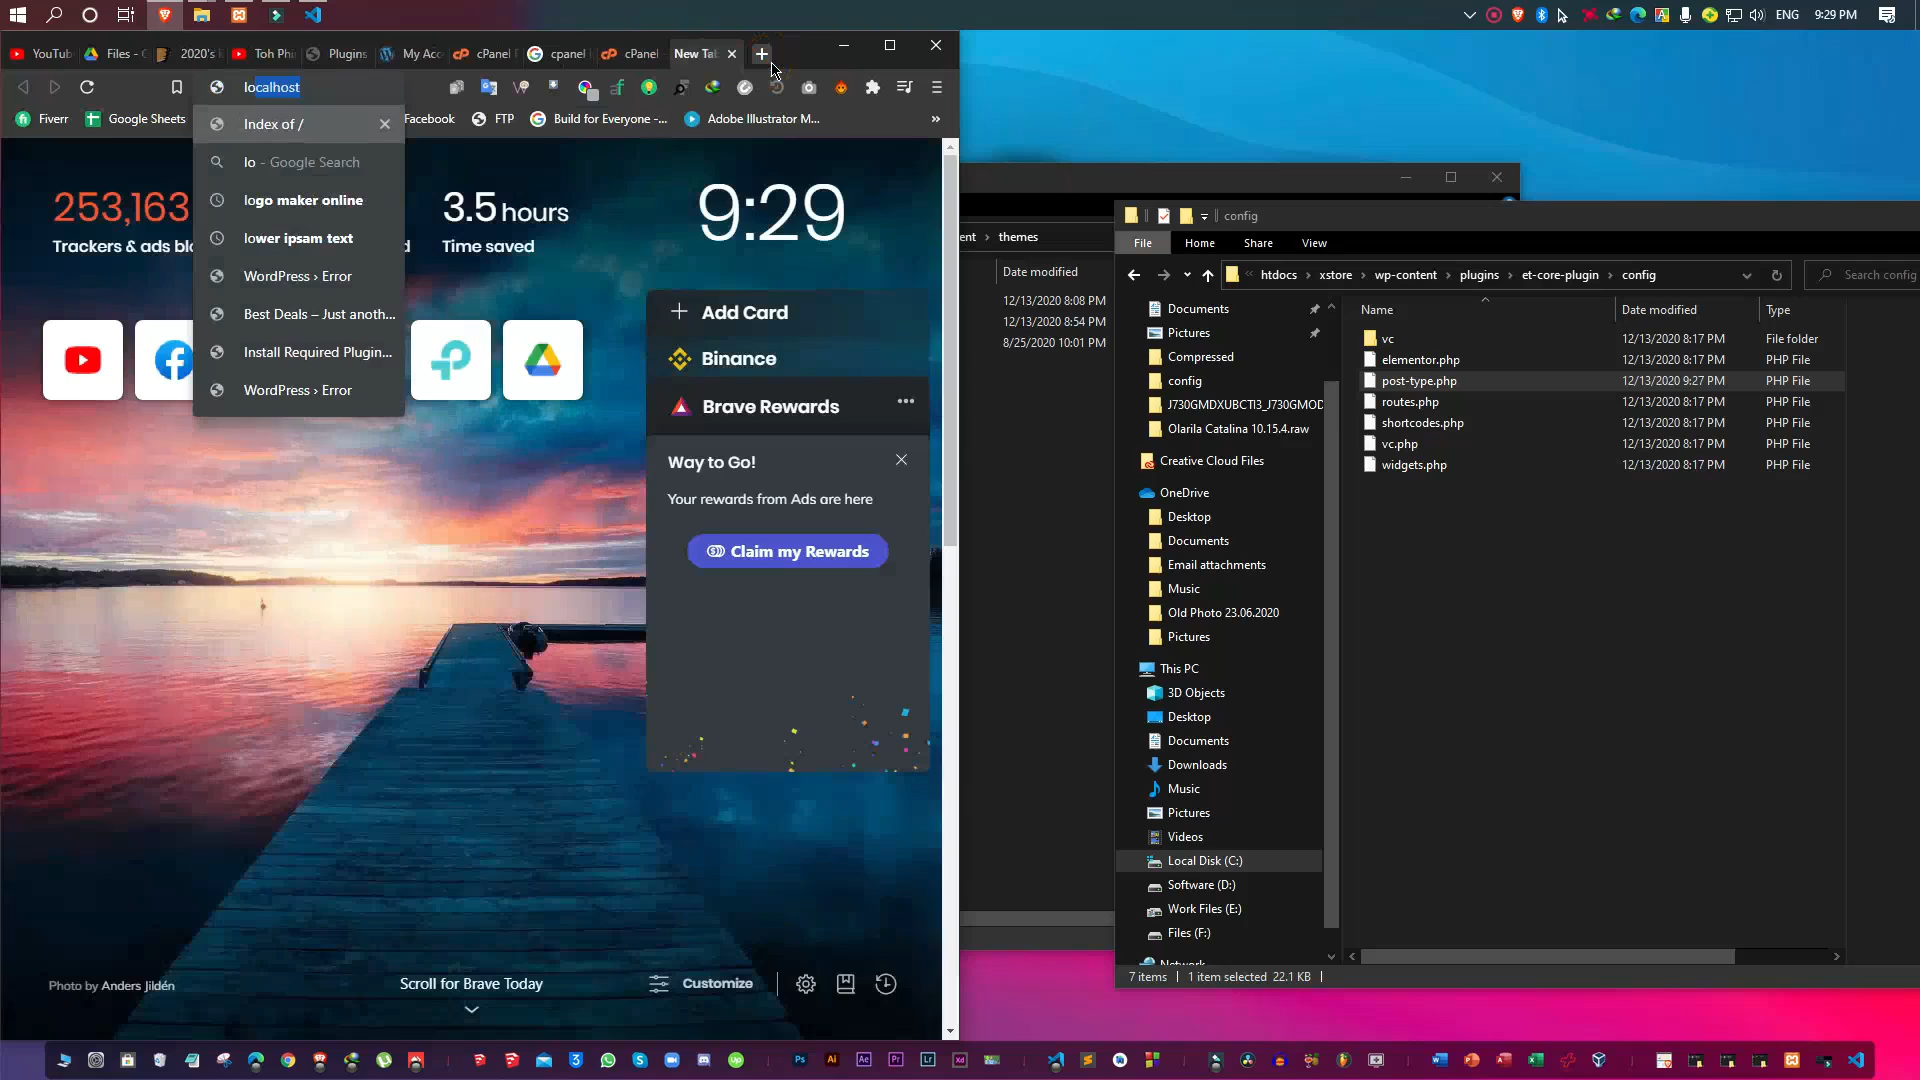 ENG
9:29 PM
YouTub
Files - G
2020's
Toh Phi
Plugins
My Acc
cPanel
cpanel
cPanel
New Tab
localhost
Fiverr
Google Sheets
Facebook
FTP
Build for Everyone -...
Adobe Illustrator M...
»
Index of /
lo - Google Search
logo maker online
lower ipsam text
WordPress › Error
Best Deals – Just anoth...
Install Required Plugin...
WordPress › Error
253,163
Trackers & ads blo
d
3.5 hours
Time saved
9:29
Add Card
Binance
Brave Rewards
Way to Go!
Your rewards from Ads are here
Claim my Rewards
Photo by Anders Jildén
Scroll for Brave Today
Customize
ent › themes
Date modified
12/13/2020 8:08 PM
12/13/2020 8:54 PM
8/25/2020 10:01 PM
config
File
Home
Share
View
« htdocs › xstore › wp-content › plugins › et-core-plugin › config
Search config
Documents
Pictures
Compressed
config
J730GMDXUBCTI3_J730GMOD
Olarila Catalina 10.15.4.raw
Creative Cloud Files
OneDrive
Desktop
Documents
Email attachments
Music
Old Photo 23.06.2020
Pictures
This PC
3D Objects
Desktop
Documents
Downloads
Music
Pictures
Videos
Local Disk (C:)
Software (D:)
Work Files (E:)
Files (F:)
Network
Name
Date modified
Type
vc 12/13/2020 8:17 PM File folder
elementor.php 12/13/2020 8:17 PM PHP File
post-type.php 12/13/2020 9:27 PM PHP File
routes.php 12/13/2020 8:17 PM PHP File
shortcodes.php 12/13/2020 8:17 PM PHP File
vc.php 12/13/2020 8:17 PM PHP File
widgets.php 12/13/2020 8:17 PM PHP File
7 items
1 item selected 22.1 KB
Ps
Ai
Ae
Pr
Lr
Xd